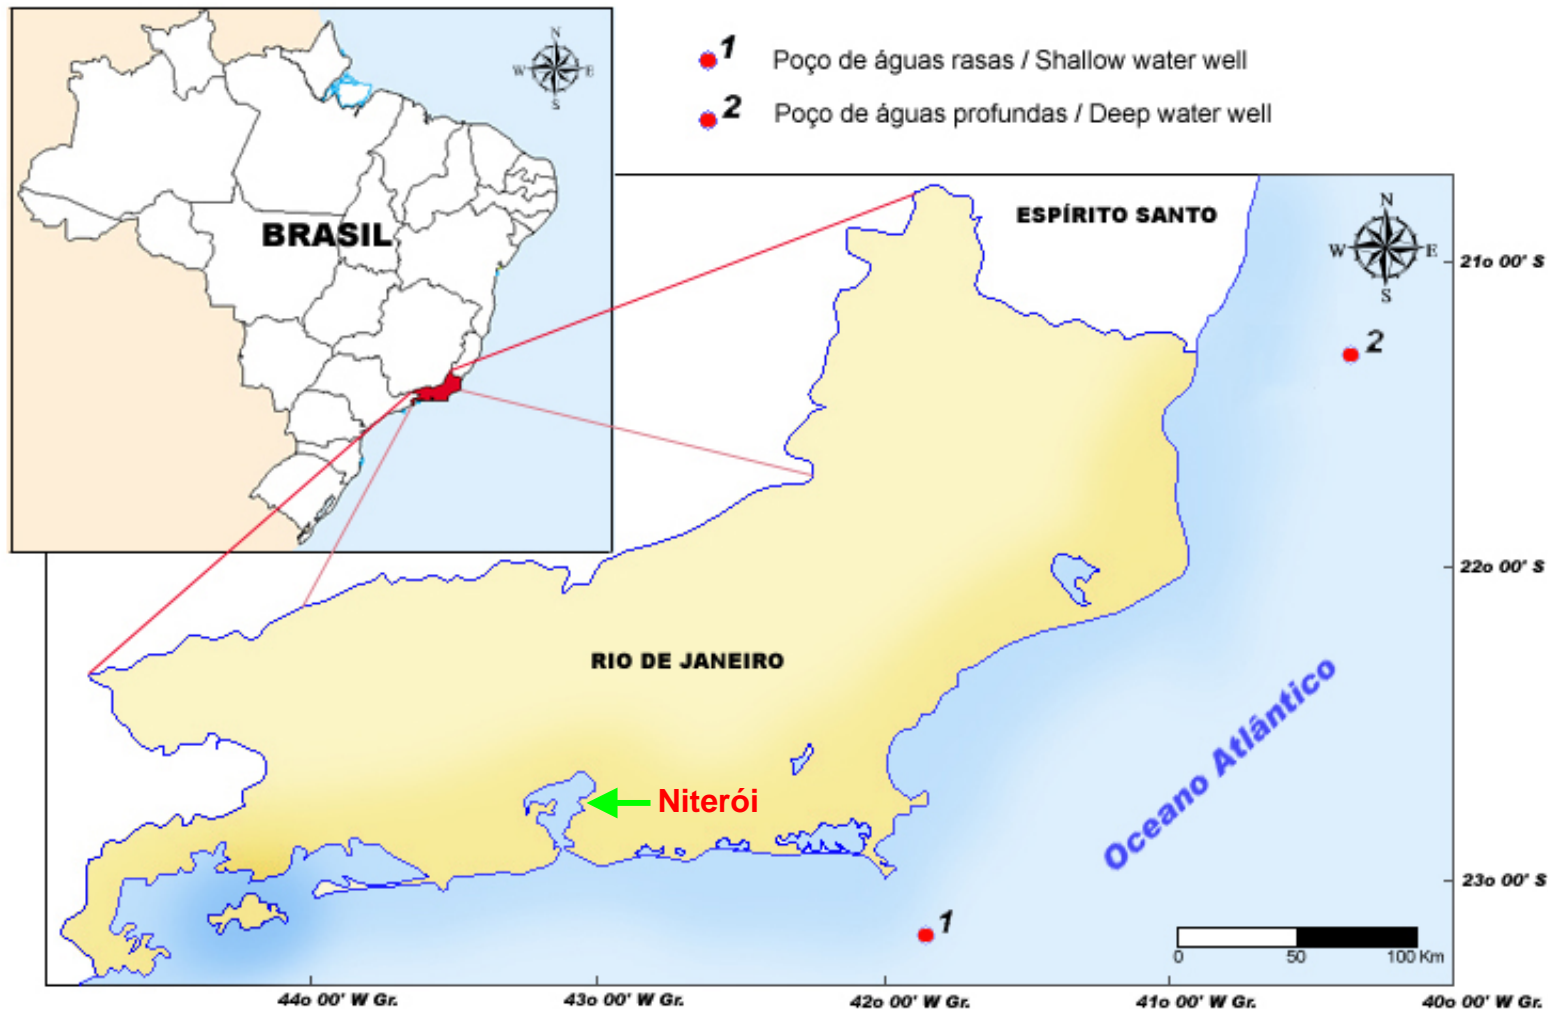 N
W E
S
BRASIL
1 Poço de águas rasas / Shallow water well
2 Poço de águas profundas / Deep water well
ESPÍRITO SANTO
N
W E
S
21o 00' S
2
22o 00' S
RIO DE JANEIRO
Oceano Atlântico
Niterói
23o 00' S
1
0 50 100 Km
44o 00' W Gr. 43o 00' W Gr. 42o 00' W Gr. 41o 00' W Gr. 40o 00' W Gr.